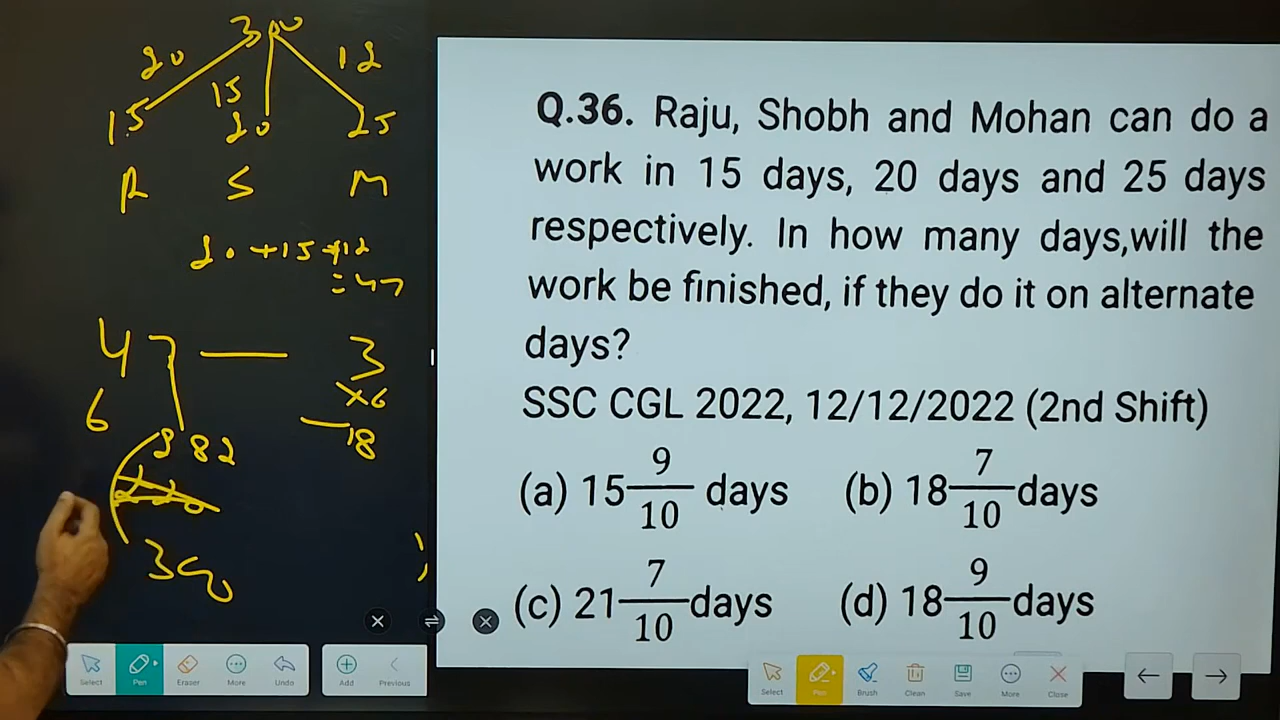 300
20 15 12
15 20 25
R S M
20+15+12
=47
47 — 3
6 ×6
282 — 18
300
Q.36. Raju, Shobh and Mohan can do a
work in 15 days, 20 days and 25 days
respectively. In how many days,will the
work be finished, if they do it on alternate
days?
SSC CGL 2022, 12/12/2022 (2nd Shift)
(a) 15 9/10 days (b) 18 7/10 days
(c) 21 7/10 days (d) 18 9/10 days
Select Pen Eraser More Undo Add Previous
Select Pen Brush Clean Save More Close